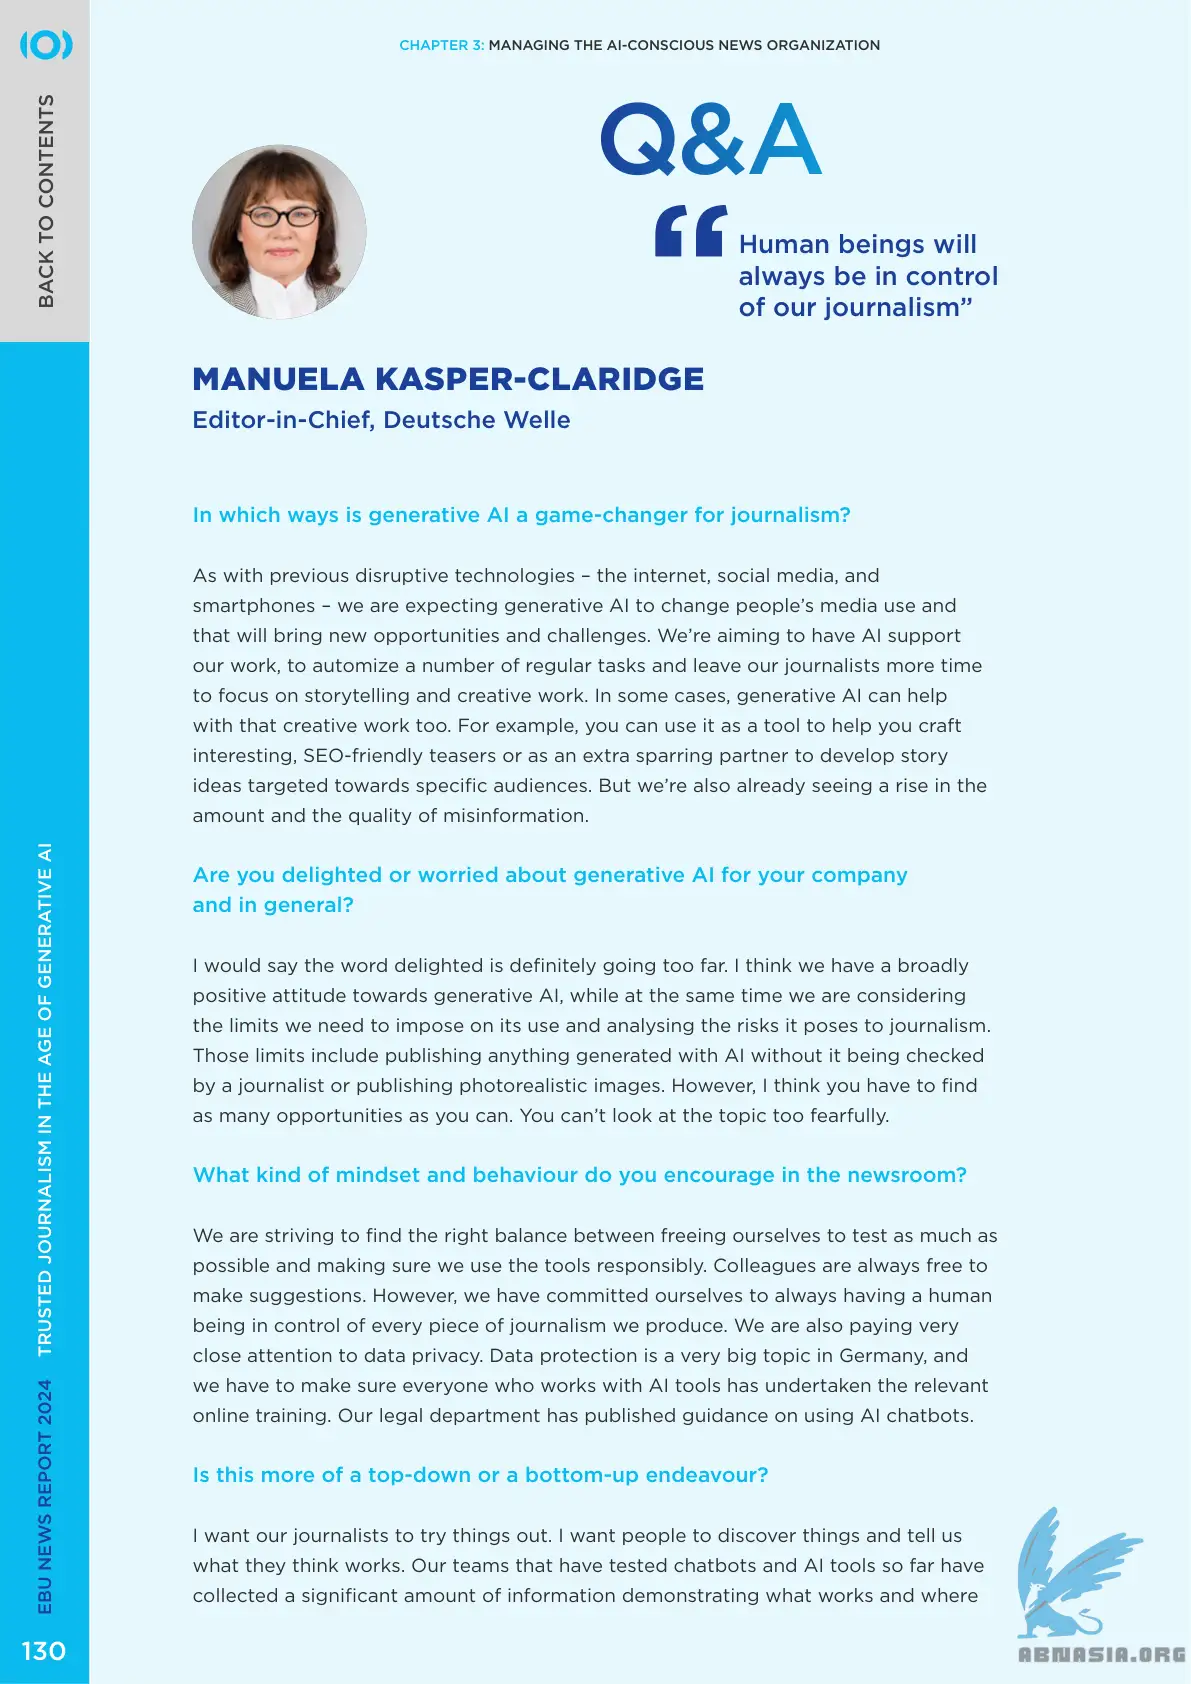 CHAPTER 3: MANAGING THE AI-CONSCIOUS NEWS ORGANIZATION
BACK TO CONTENTS
Q&A
“Human beings will
always be in control
of our journalism”
MANUELA KASPER-CLARIDGE
Editor-in-Chief, Deutsche Welle
In which ways is generative AI a game-changer for journalism?
As with previous disruptive technologies – the internet, social media, and
smartphones – we are expecting generative AI to change people’s media use and
that will bring new opportunities and challenges. We’re aiming to have AI support
our work, to automize a number of regular tasks and leave our journalists more time
to focus on storytelling and creative work. In some cases, generative AI can help
with that creative work too. For example, you can use it as a tool to help you craft
interesting, SEO-friendly teasers or as an extra sparring partner to develop story
ideas targeted towards specific audiences. But we’re also already seeing a rise in the
amount and the quality of misinformation.
Are you delighted or worried about generative AI for your company
and in general?
I would say the word delighted is definitely going too far. I think we have a broadly
positive attitude towards generative AI, while at the same time we are considering
the limits we need to impose on its use and analysing the risks it poses to journalism.
Those limits include publishing anything generated with AI without it being checked
by a journalist or publishing photorealistic images. However, I think you have to find
as many opportunities as you can. You can’t look at the topic too fearfully.
What kind of mindset and behaviour do you encourage in the newsroom?
We are striving to find the right balance between freeing ourselves to test as much as
possible and making sure we use the tools responsibly. Colleagues are always free to
make suggestions. However, we have committed ourselves to always having a human
being in control of every piece of journalism we produce. We are also paying very
close attention to data privacy. Data protection is a very big topic in Germany, and
we have to make sure everyone who works with AI tools has undertaken the relevant
online training. Our legal department has published guidance on using AI chatbots.
Is this more of a top-down or a bottom-up endeavour?
I want our journalists to try things out. I want people to discover things and tell us
what they think works. Our teams that have tested chatbots and AI tools so far have
collected a significant amount of information demonstrating what works and where
EBU NEWS REPORT 2024 TRUSTED JOURNALISM IN THE AGE OF GENERATIVE AI
130
ABNASIA.ORG